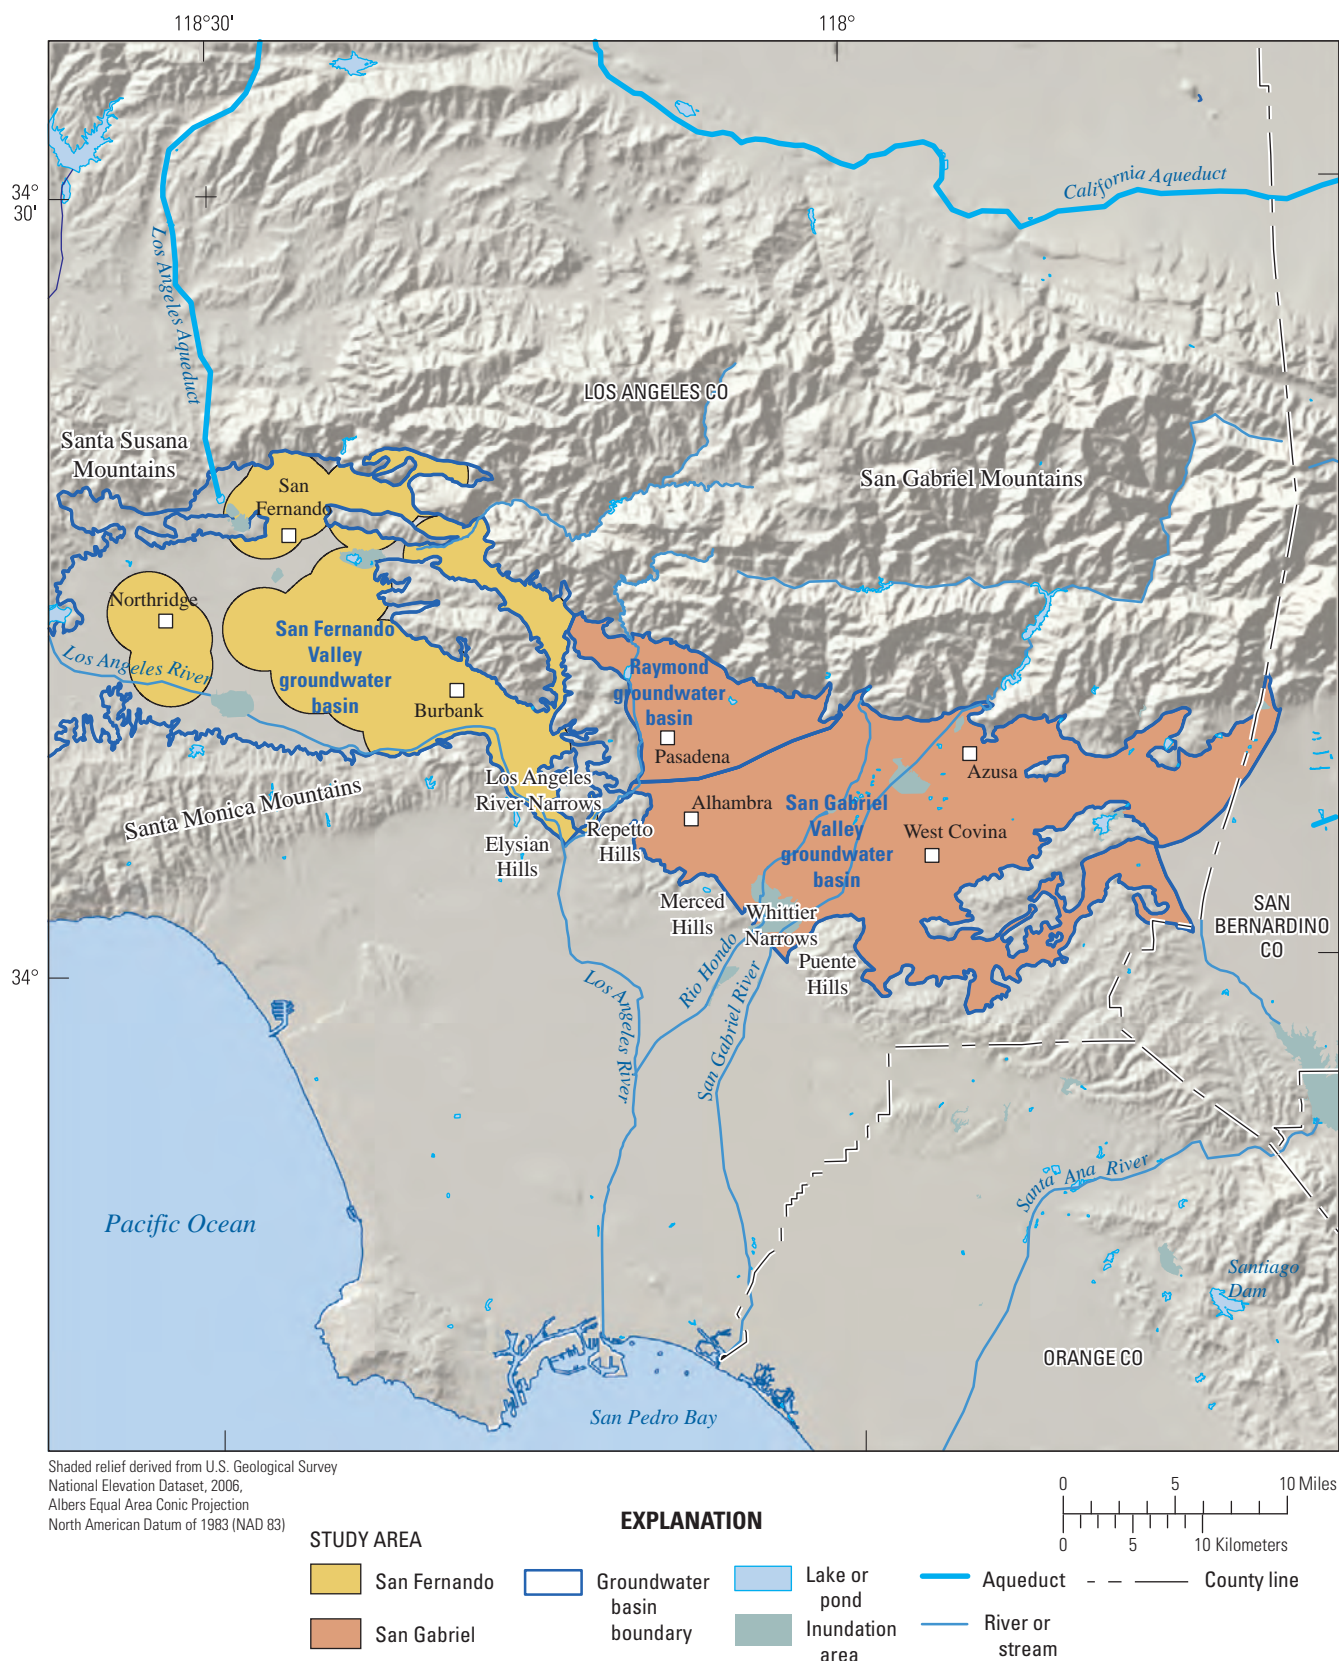 118°30'
118°
34°
30'
California Aqueduct
Los Angeles Aqueduct
LOS ANGELES CO
Santa Susana
Mountains
San Gabriel Mountains
San
Fernando
Northridge
San Fernando
Valley
groundwater
basin
Los Angeles River
Raymond
groundwater
basin
Burbank
Pasadena
Azusa
Los Angeles
River Narrows
Santa Monica Mountains
Alhambra
San Gabriel
Valley
groundwater
basin
West Covina
Repetto
Hills
Elysian
Hills
Merced
Hills
Whittier
Narrows
SAN
BERNARDINO
CO
Puente
Hills
34°
Rio Hondo
Los Angeles River
San Gabriel River
Santa Ana River
Pacific Ocean
Santiago
Dam
ORANGE CO
San Pedro Bay
Shaded relief derived from U.S. Geological Survey
National Elevation Dataset, 2006,
Albers Equal Area Conic Projection
North American Datum of 1983 (NAD 83)
0 5 10 Miles
0 5 10 Kilometers
EXPLANATION
STUDY AREA
San Fernando
San Gabriel
Groundwater
basin
boundary
Lake or
pond
Inundation
area
Aqueduct
River or
stream
County line